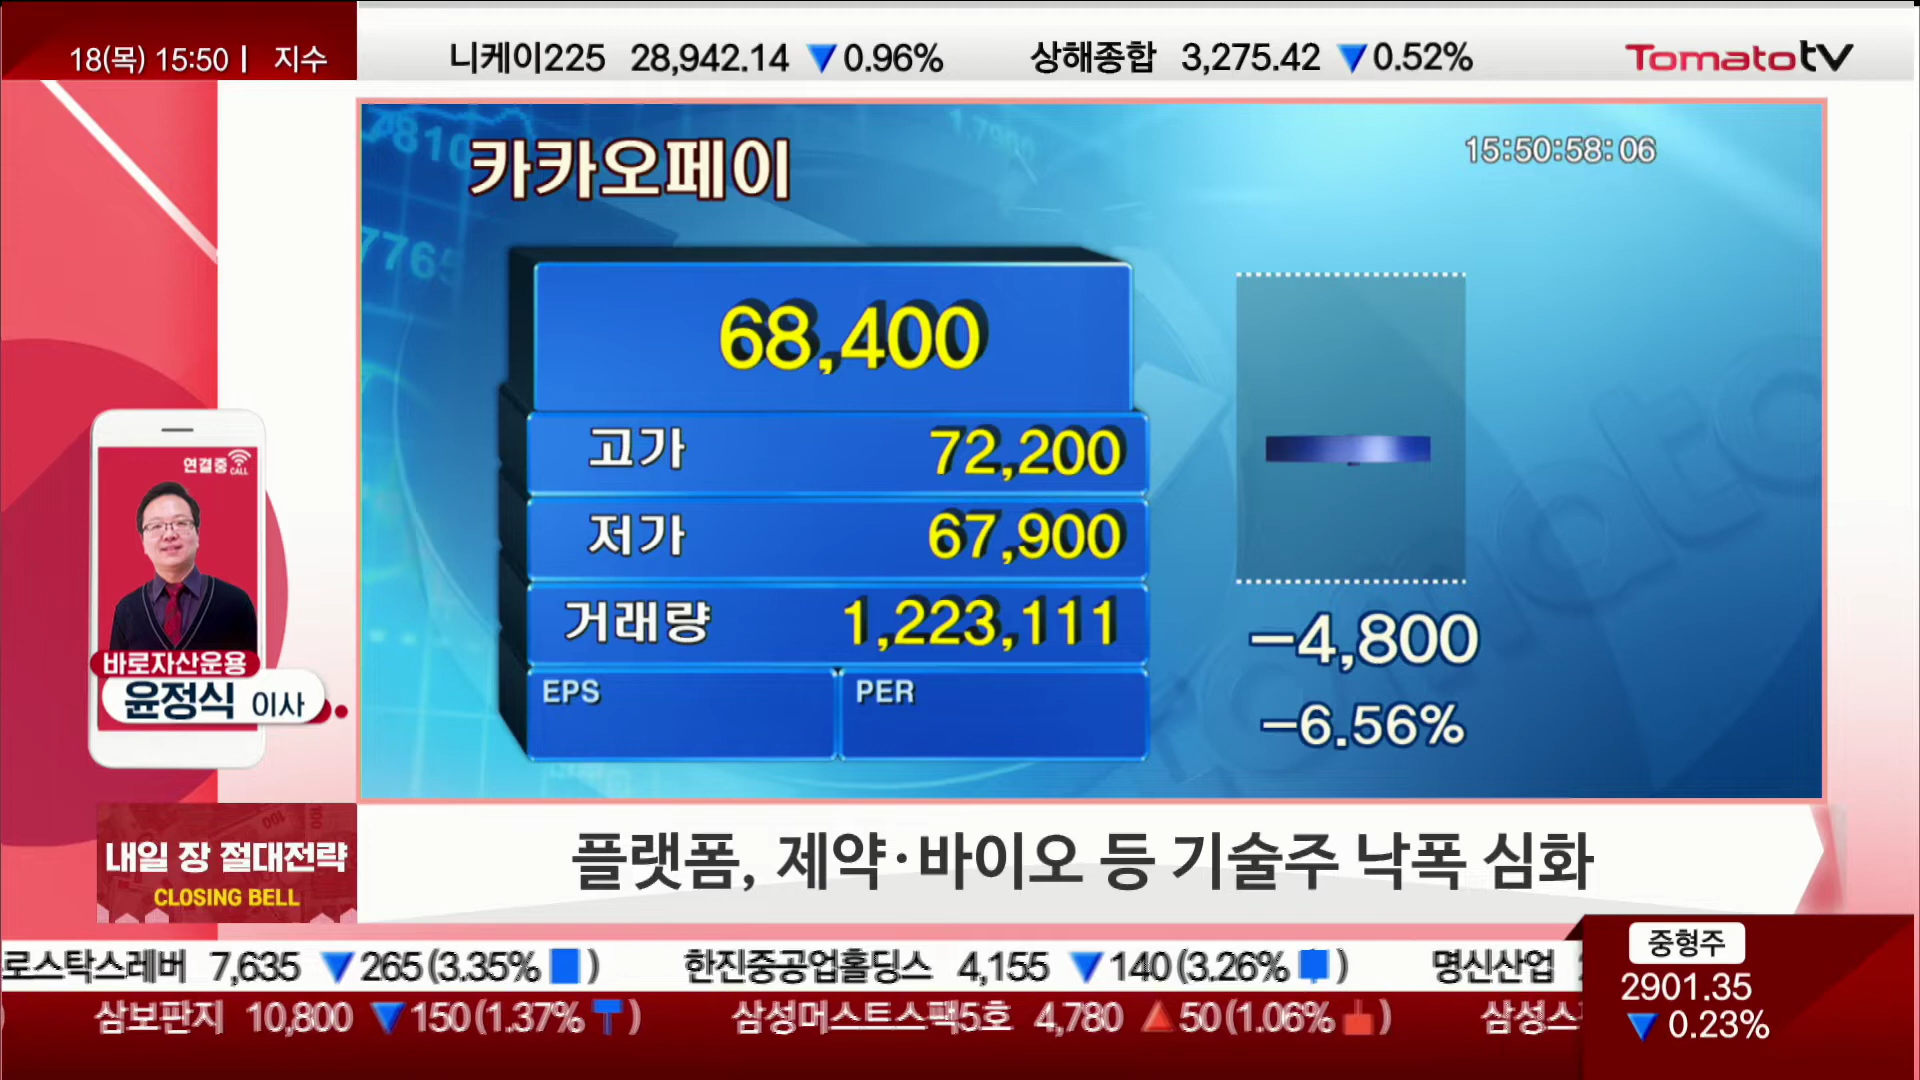 18(목) 15:50 | 지수
니케이225 28,942.14 ▼0.96% 상해종합 3,275.42 ▼0.52%
Tomato tv
카카오페이
15:50:58:06
68,400
고가 72,200
저가 67,900
거래량 1,223,111
EPS PER
-4,800
-6.56%
연결중
CALL
바로자산운용
윤정식 이사
내일 장 절대전략
CLOSING BELL
플랫폼, 제약·바이오 등 기술주 낙폭 심화
로스탁스레버 7,635 ▼265(3.35%) 한진중공업홀딩스 4,155 ▼140(3.26%) 명신산업
삼보판지 10,800 ▼150(1.37%) 삼성머스트스팩5호 4,780 ▲50(1.06%) 삼성스
중형주
2901.35
▼0.23%